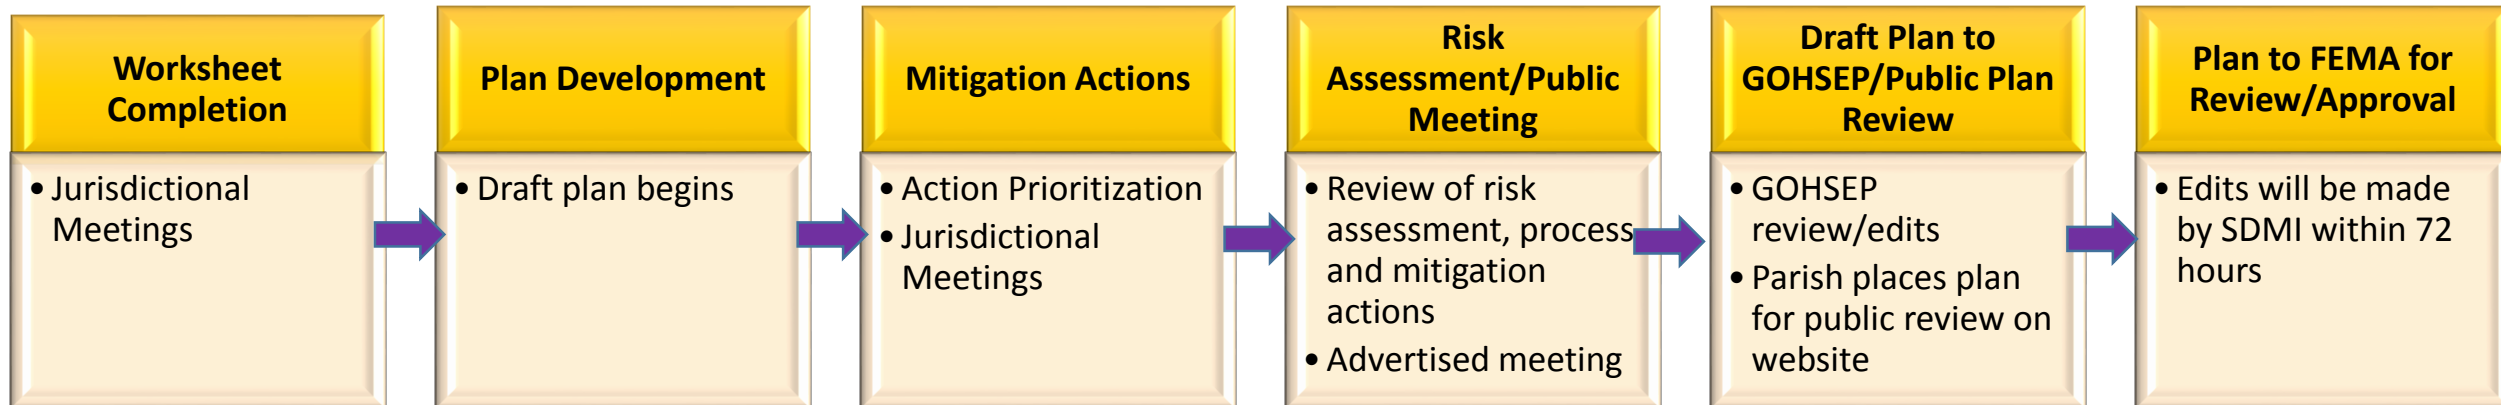 Worksheet
Completion
• Jurisdictional
Meetings
Plan Development
• Draft plan begins
Mitigation Actions
• Action Prioritization
• Jurisdictional
Meetings
Risk
Assessment/Public
Meeting
• Review of risk
assessment, process
and mitigation
actions
• Advertised meeting
Draft Plan to
GOHSEP/Public Plan
Review
• GOHSEP
review/edits
• Parish places plan
for public review on
website
Plan to FEMA for
Review/Approval
• Edits will be made
by SDMI within 72
hours